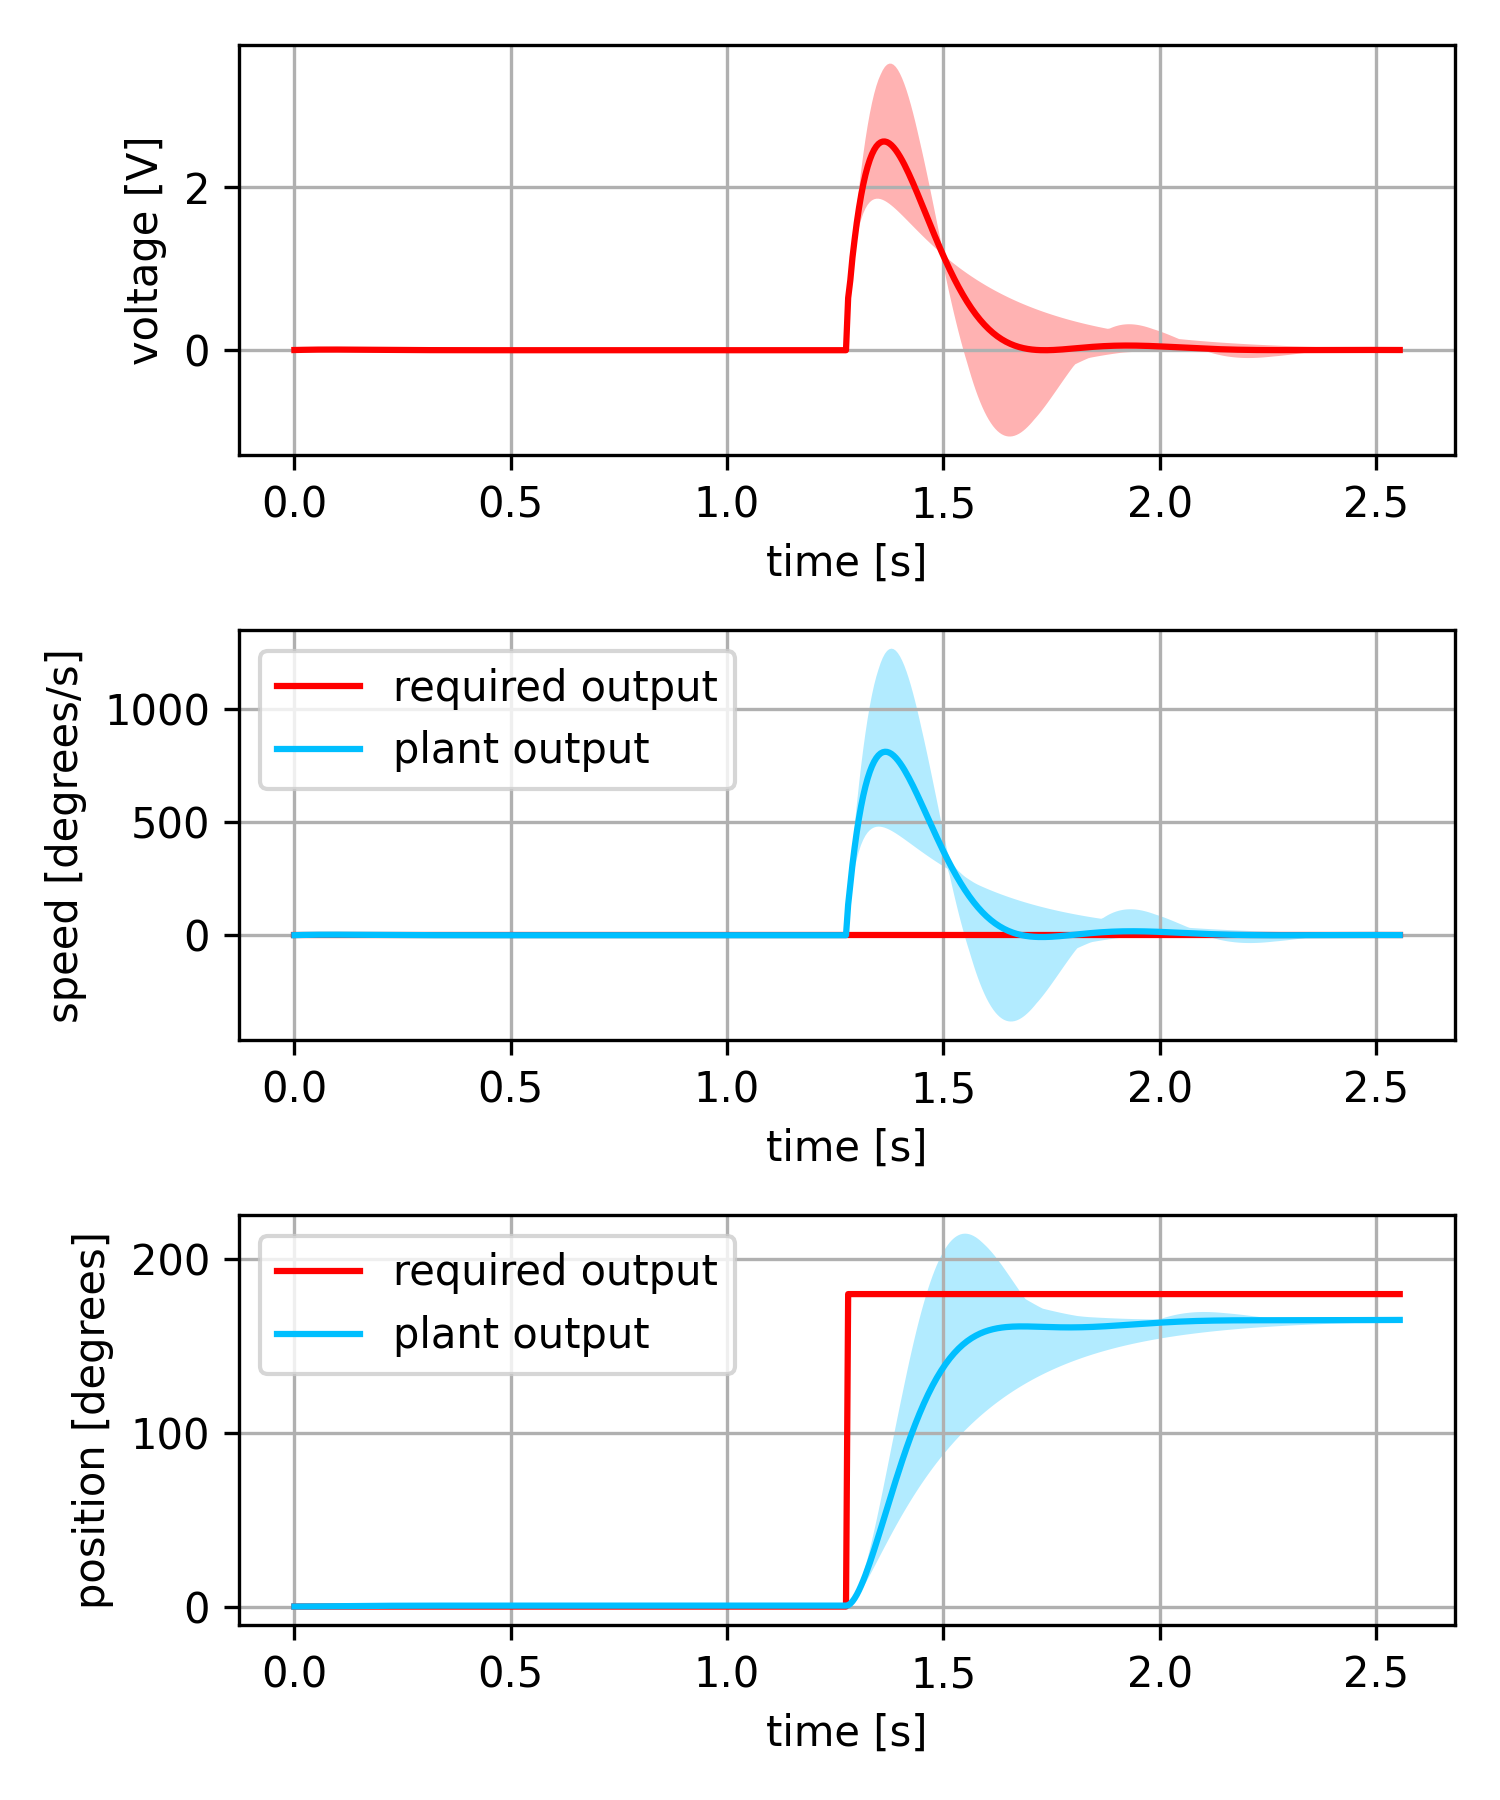 voltage [V]
2
0
0.0 0.5 1.0 1.5 2.0 2.5
time [s]
speed [degrees/s]
required output
plant output
1000
500
0
0.0 0.5 1.0 1.5 2.0 2.5
time [s]
position [degrees]
required output
plant output
200
100
0
0.0 0.5 1.0 1.5 2.0 2.5
time [s]